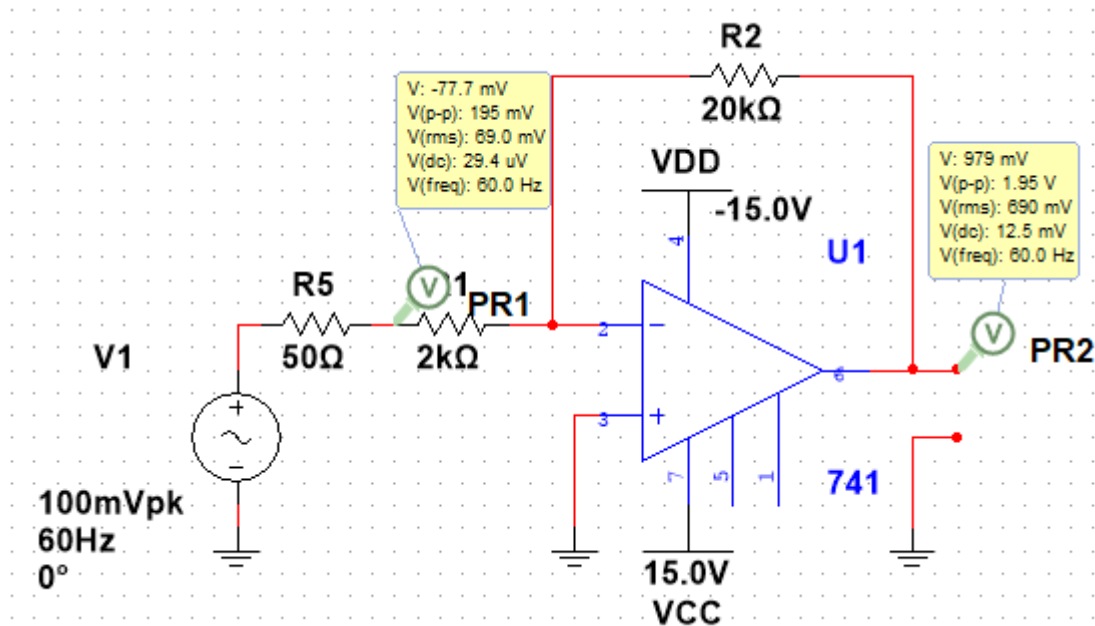 R2
20kΩ
V: -77.7 mV
V(p-p): 195 mV
V(rms): 69.0 mV
V(dc): 29.4 uV
V(freq): 60.0 Hz
VDD
-15.0V
4
U1
V: 979 mV
V(p-p): 1.95 V
V(rms): 690 mV
V(dc): 12.5 mV
V(freq): 60.0 Hz
R5
V
1
PR1
50Ω
2kΩ
2
V
PR2
V1
6
3
7
5
1
741
100mVpk
60Hz
0°
15.0V
VCC